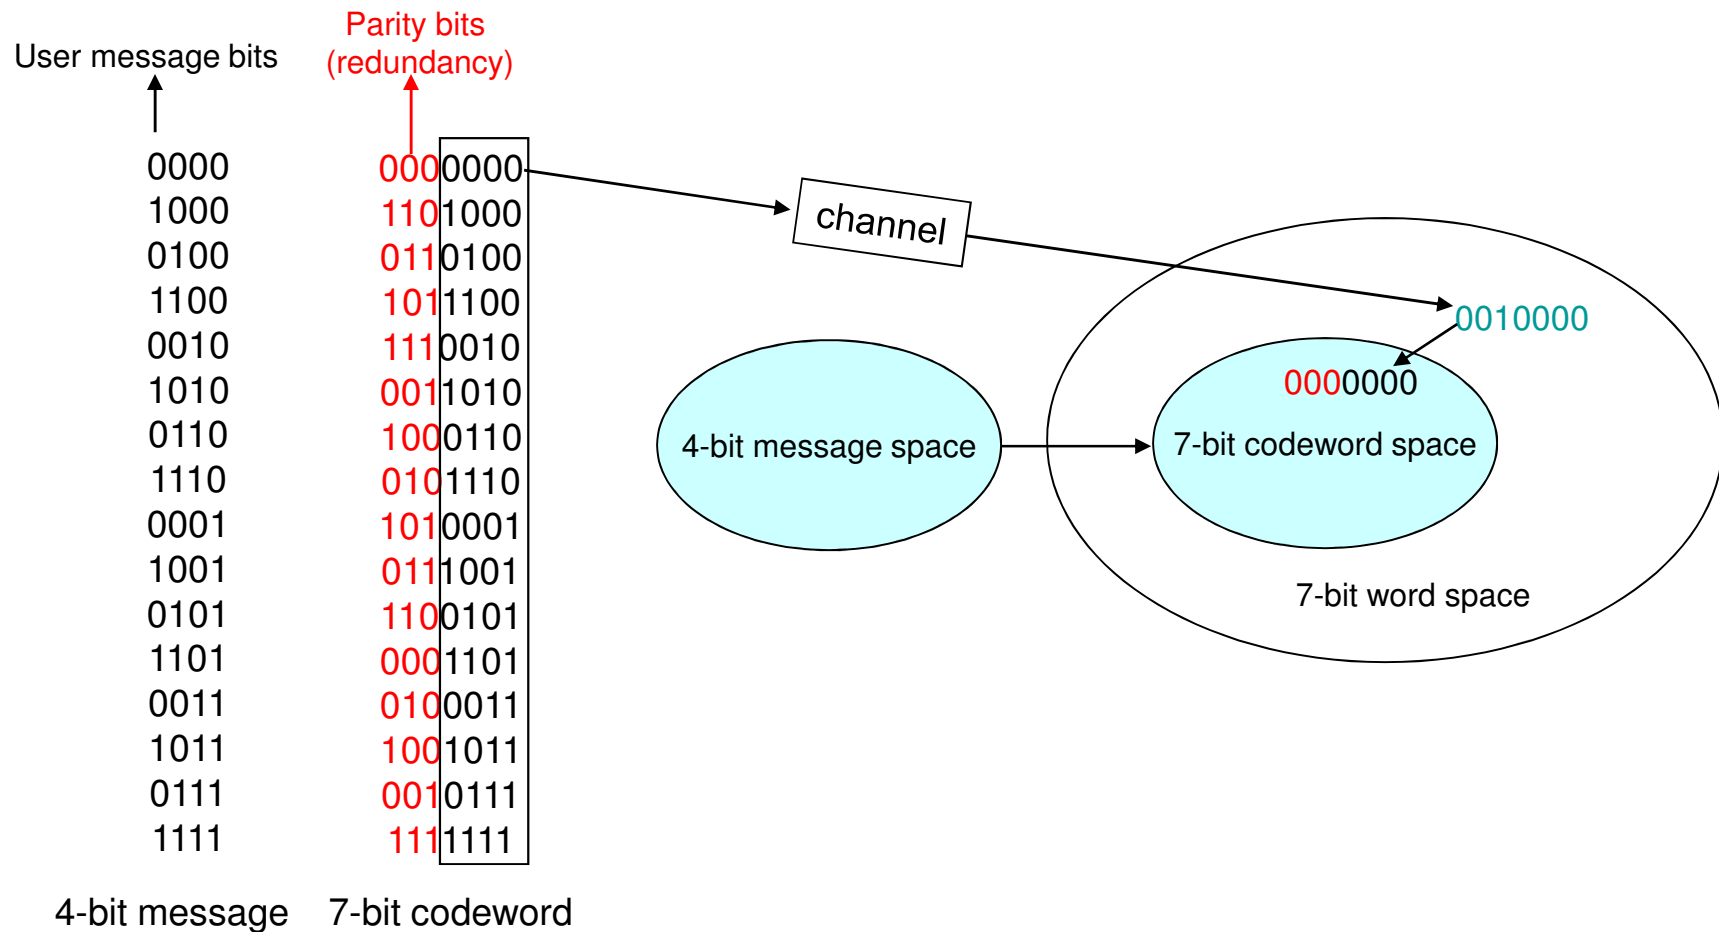 User message bits
Parity bits
(redundancy)
0000 0000000
1000 1101000
0100 0110100
1100 1011100
0010 1110010
1010 0011010
0110 1000110
1110 0101110
0001 1010001
1001 0111001
0101 1100101
1101 0001101
0011 0100011
1011 1001011
0111 0010111
1111 1111111
4-bit message 7-bit codeword
channel
0010000
0000000
4-bit message space
7-bit codeword space
7-bit word space